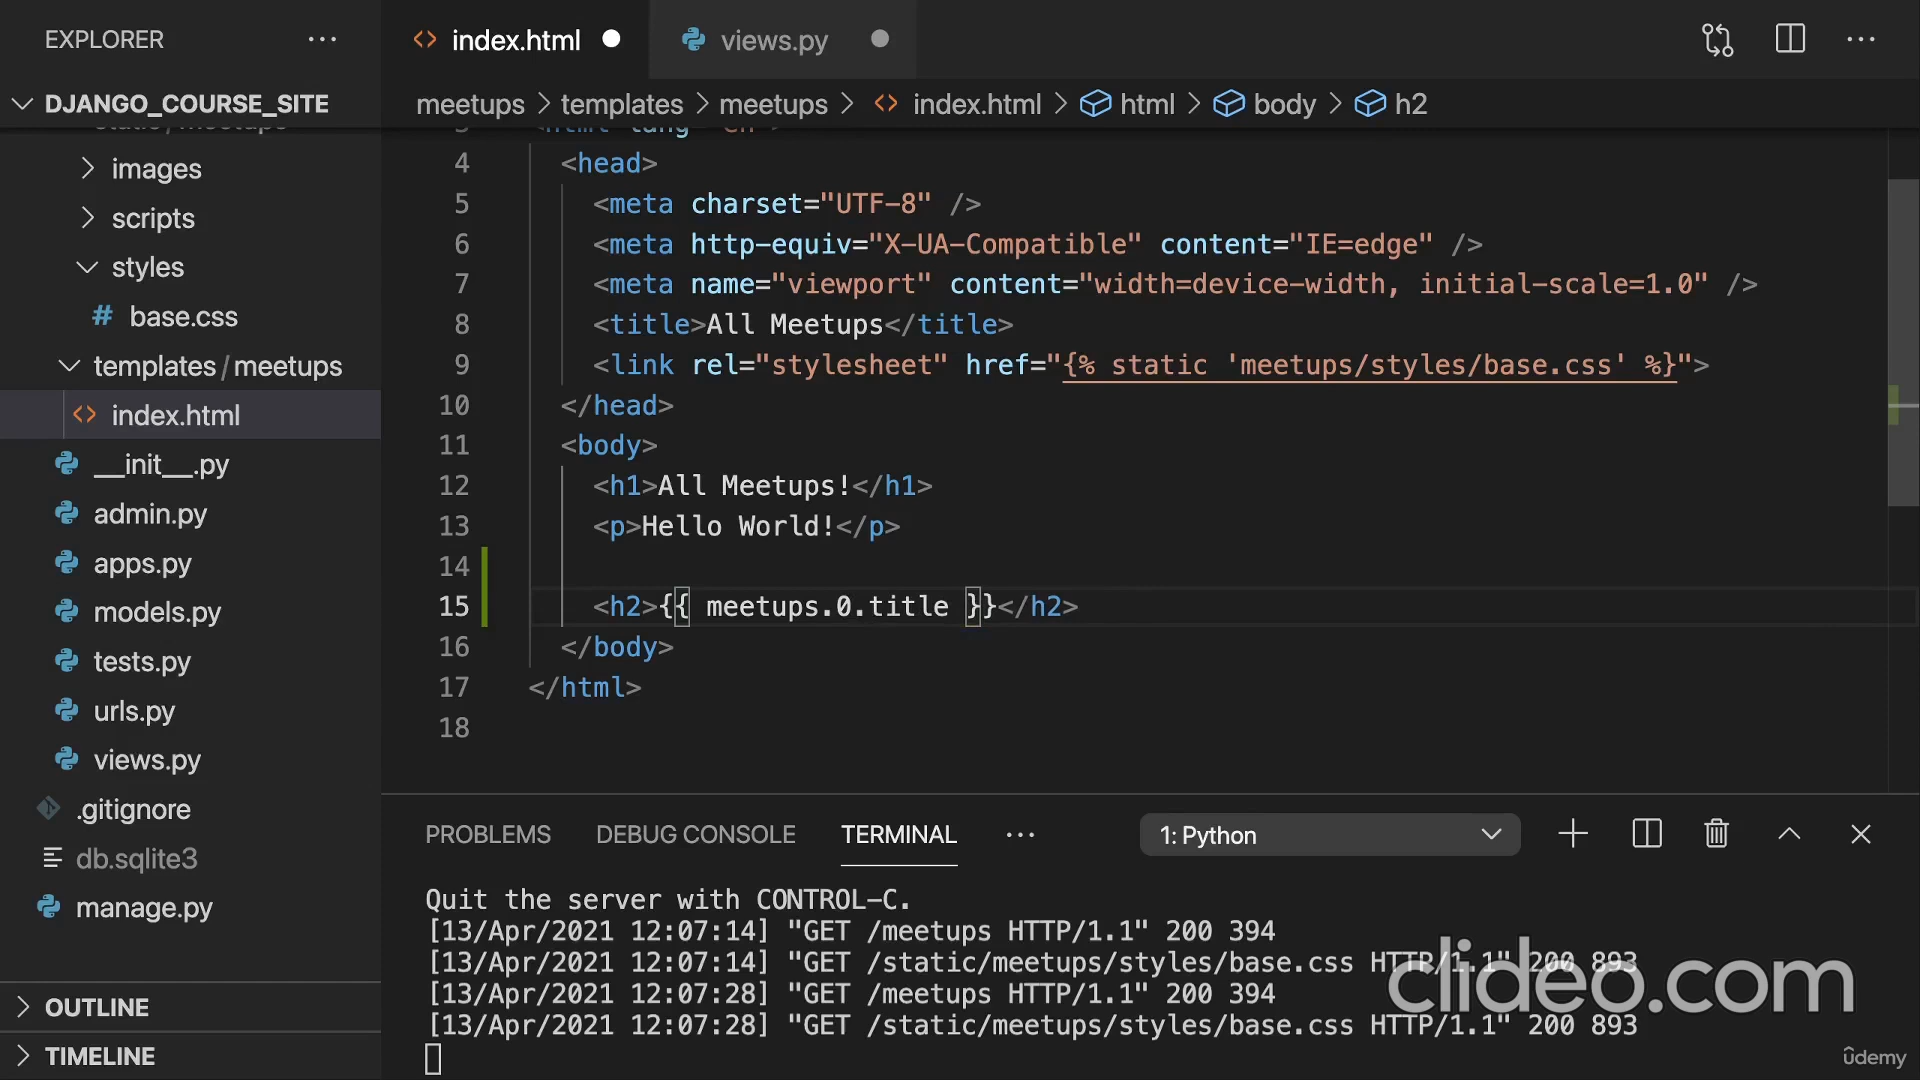 EXPLORER
DJANGO_COURSE_SITE
static/meetups
images
scripts
styles
# base.css
templates/meetups
<> index.html
__init__.py
admin.py
apps.py
models.py
tests.py
urls.py
views.py
.gitignore
db.sqlite3
manage.py
OUTLINE
TIMELINE
<> index.html
views.py
meetups > templates > meetups > <> index.html > html > body > h2
3 <html lang="en">
4 <head>
5 <meta charset="UTF-8" />
6 <meta http-equiv="X-UA-Compatible" content="IE=edge" />
7 <meta name="viewport" content="width=device-width, initial-scale=1.0" />
8 <title>All Meetups</title>
9 <link rel="stylesheet" href="{% static 'meetups/styles/base.css' %}">
10 </head>
11 <body>
12 <h1>All Meetups!</h1>
13 <p>Hello World!</p>
14
15 <h2>{{ meetups.0.title }}</h2>
16 </body>
17 </html>
18
PROBLEMS DEBUG CONSOLE TERMINAL 1: Python
Quit the server with CONTROL-C.
[13/Apr/2021 12:07:14] "GET /meetups HTTP/1.1" 200 394
[13/Apr/2021 12:07:14] "GET /static/meetups/styles/base.css HTTP/1.1" 200 893
[13/Apr/2021 12:07:28] "GET /meetups HTTP/1.1" 200 394
[13/Apr/2021 12:07:28] "GET /static/meetups/styles/base.css HTTP/1.1" 200 893
clideo.com
ûdemy